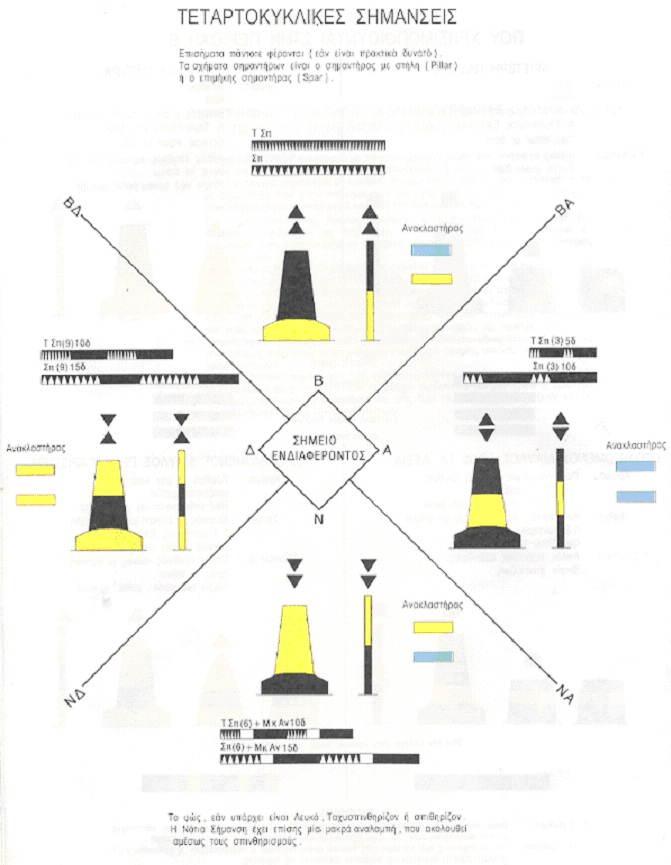 ΤΕΤΑΡΤΟΚΥΚΛΙΚΕΣ ΣΗΜΑΝΣΕΙΣ
Επισήματα πάντοτε φέρονται ( εάν είναι πρακτικά δυνατό ) .
Τα σχήματα σημαντήρων είναι ο σημαντήρας με στήλη ( Pillar )
ή ο επιμήκης σημαντήρας ( Spar ) .
Τ Σπ
Σπ
ΒΔ
ΒΑ
Ανακλαστήρας
Τ Σπ(9) 10δ
Σπ (9) 15δ
Τ Σπ (3) 5δ
Σπ (3) 10δ
Β
Ανακλαστήρας
Δ
ΣΗΜΕΙΟ
ΕΝΔΙΑΦΕΡΟΝΤΟΣ
Α
Ανακλαστήρας
Ν
Ανακλαστήρας
ΝΔ
ΝΑ
Τ Σπ(6) + Μκ Αν 10δ
Σπ(6) + Μκ Αν 15δ
Το φώς , εάν υπάρχει είναι Λευκό , Ταχυσπινθηρίζον ή σπιθηρίζον .
Η Νότια Σήμανση έχει επίσης μία μακρά αναλαμπή , που ακολουθεί
αμέσως τους σπινθηρισμούς .